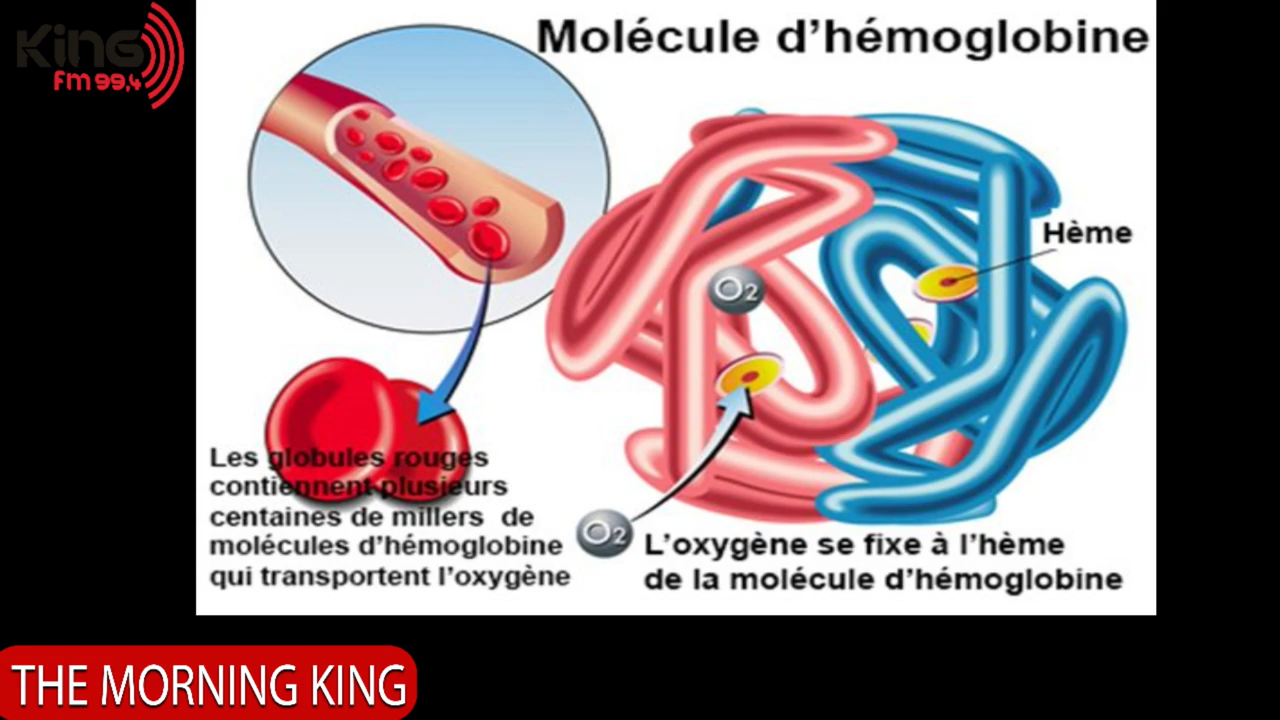 King
fm 99,4
Molécule d'hémoglobine
Hème
O2
Les globules rouges
contiennent plusieurs
centaines de millers de
molécules d'hémoglobine
qui transportent l'oxygène
O2
L'oxygène se fixe à l'hème
de la molécule d'hémoglobine
THE MORNING KING